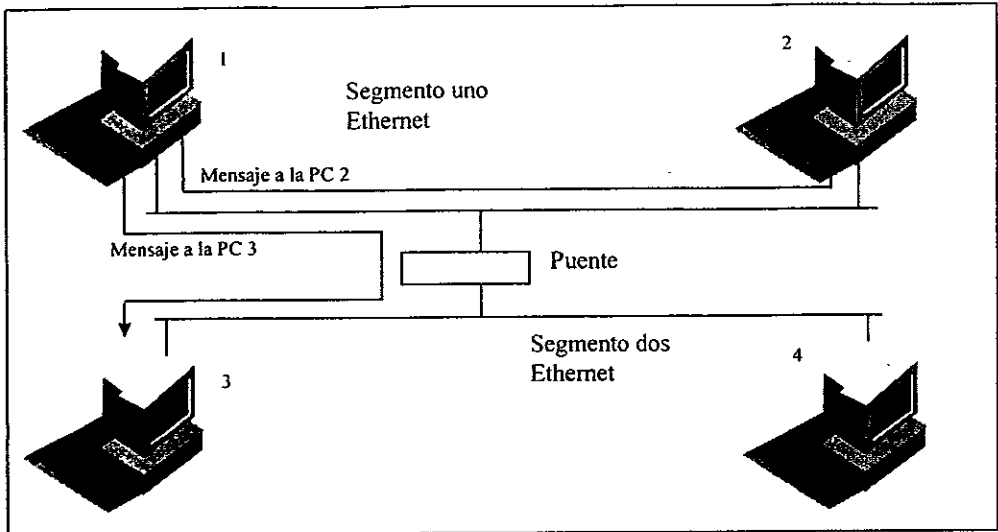 1
2
Segmento uno
Ethernet
Mensaje a la PC 2
Mensaje a la PC 3
Puente
Segmento dos
Ethernet
3
4